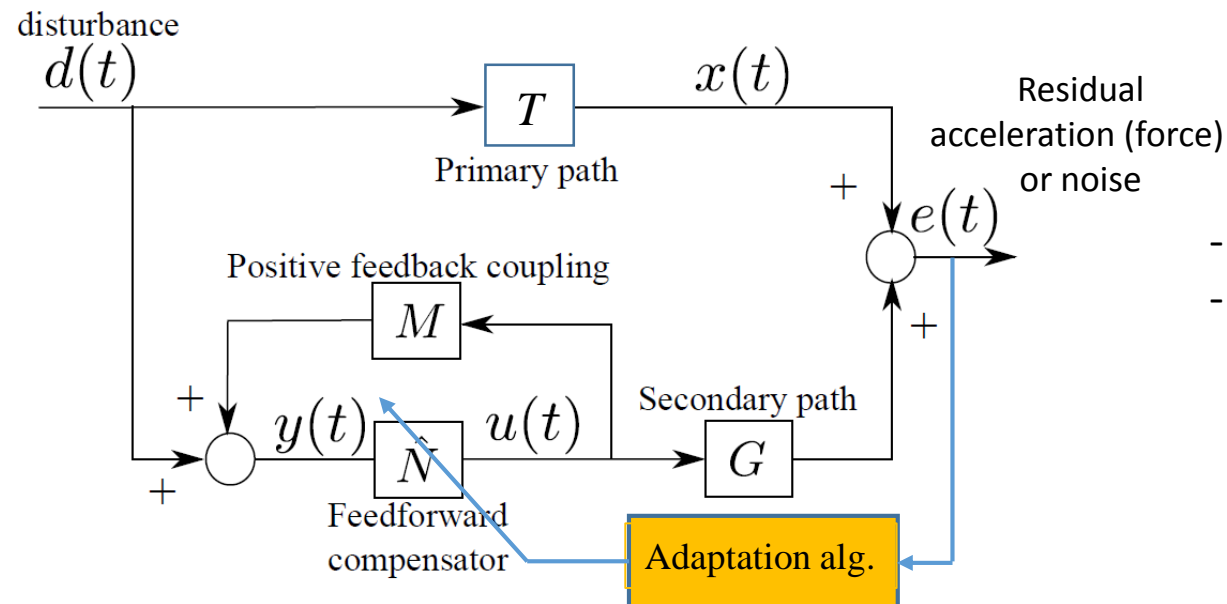 disturbance
d(t)
T
x(t)
Primary path
Residual
acceleration (force)
or noise
+
e(t)
-
-
Positive feedback coupling
M
+
+
y(t)
N̂
u(t)
Secondary path
G
+
Feedforward
compensator
Adaptation alg.